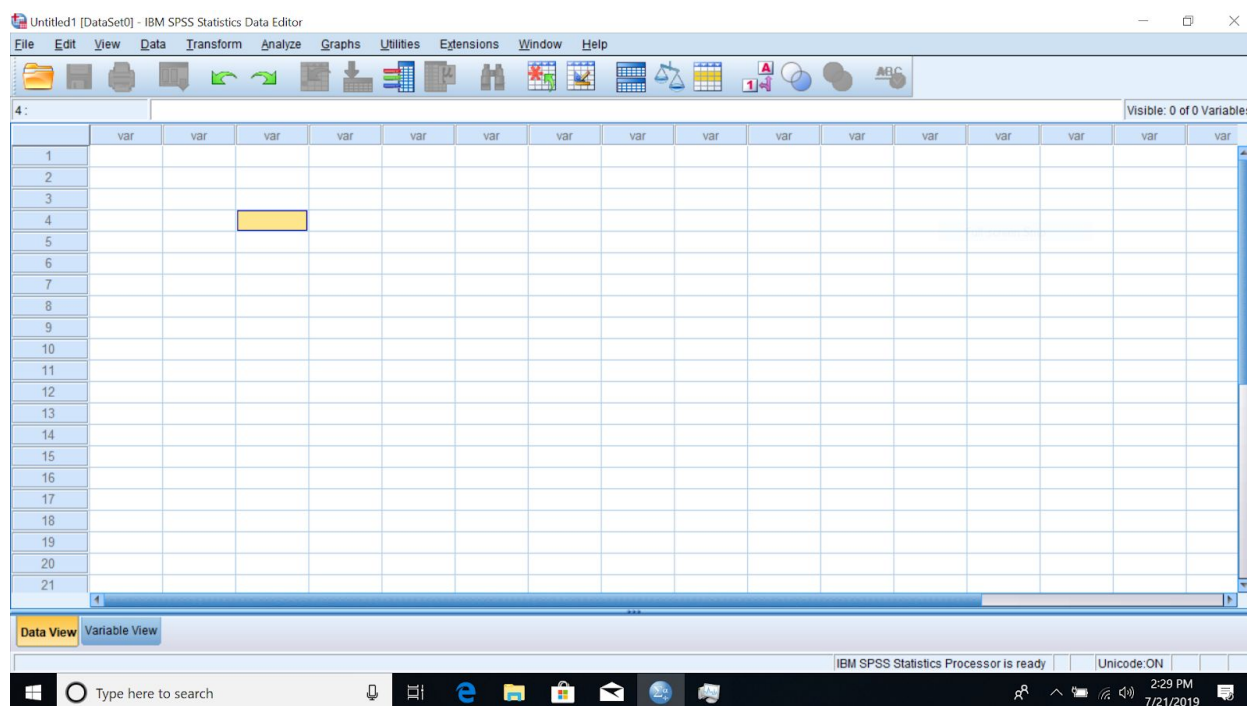 Untitled1 [DataSet0] - IBM SPSS Statistics Data Editor
File Edit View Data Transform Analyze Graphs Utilities Extensions Window Help
A
1
ABC
4 :
Visible: 0 of 0 Variables
var var var var var var var var var var var var var var var var
1
2
3
4
5
6
7
8
9
10
11
12
13
14
15
16
17
18
19
20
21
Data View Variable View
IBM SPSS Statistics Processor is ready Unicode:ON
Type here to search
2:29 PM
7/21/2019